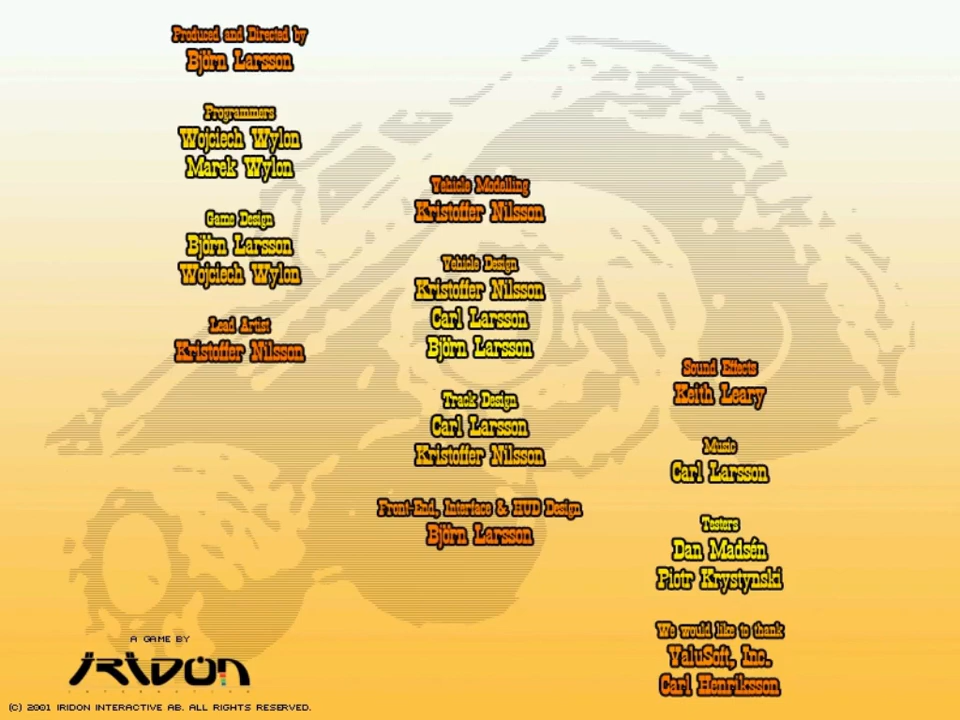 Produced and Directed by
Björn Larsson
Programmers
Wojciech Wylon
Marek Wylon
Game Design
Björn Larsson
Wojciech Wylon
Lead Artist
Kristoffer Nilsson
Vehicle Modelling
Kristoffer Nilsson
Vehicle Design
Kristoffer Nilsson
Carl Larsson
Björn Larsson
Track Design
Carl Larsson
Kristoffer Nilsson
Front-End, Interface & HUD Design
Björn Larsson
Sound Effects
Keith Leary
Music
Carl Larsson
Testers
Dan Madsén
Piotr Krystynski
We would like to thank
ValuSoft, Inc.
Carl Henriksson
A GAME BY
IRIDON
INTERACTIVE
(C) 2001 IRIDON INTERACTIVE AB. ALL RIGHTS RESERVED.